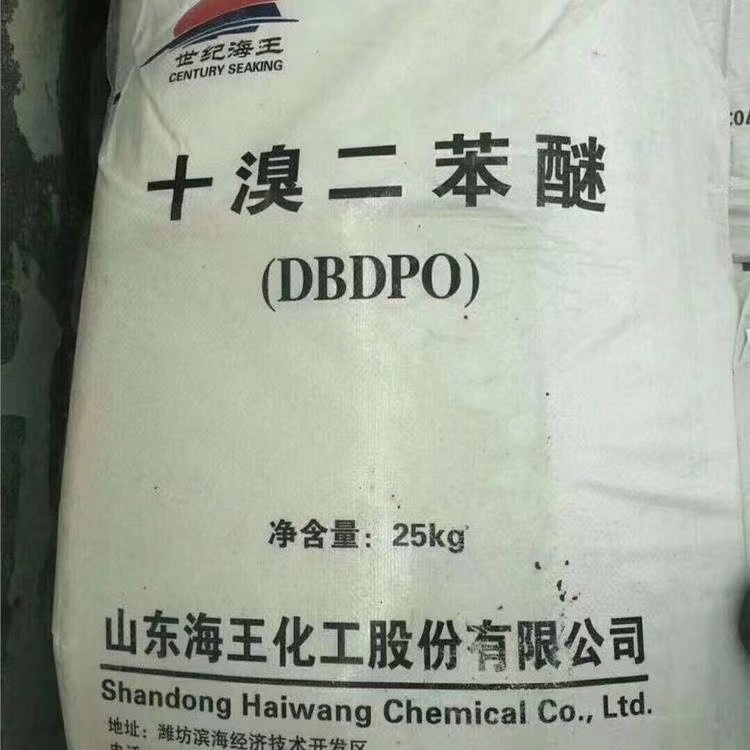 世纪海王
CENTURY SEAKING
十溴二苯醚
(DBDPO)
净含量：25kg
山东海王化工股份有限公司
Shandong Haiwang Chemical Co., Ltd.
地址：潍坊滨海经济技术开发区